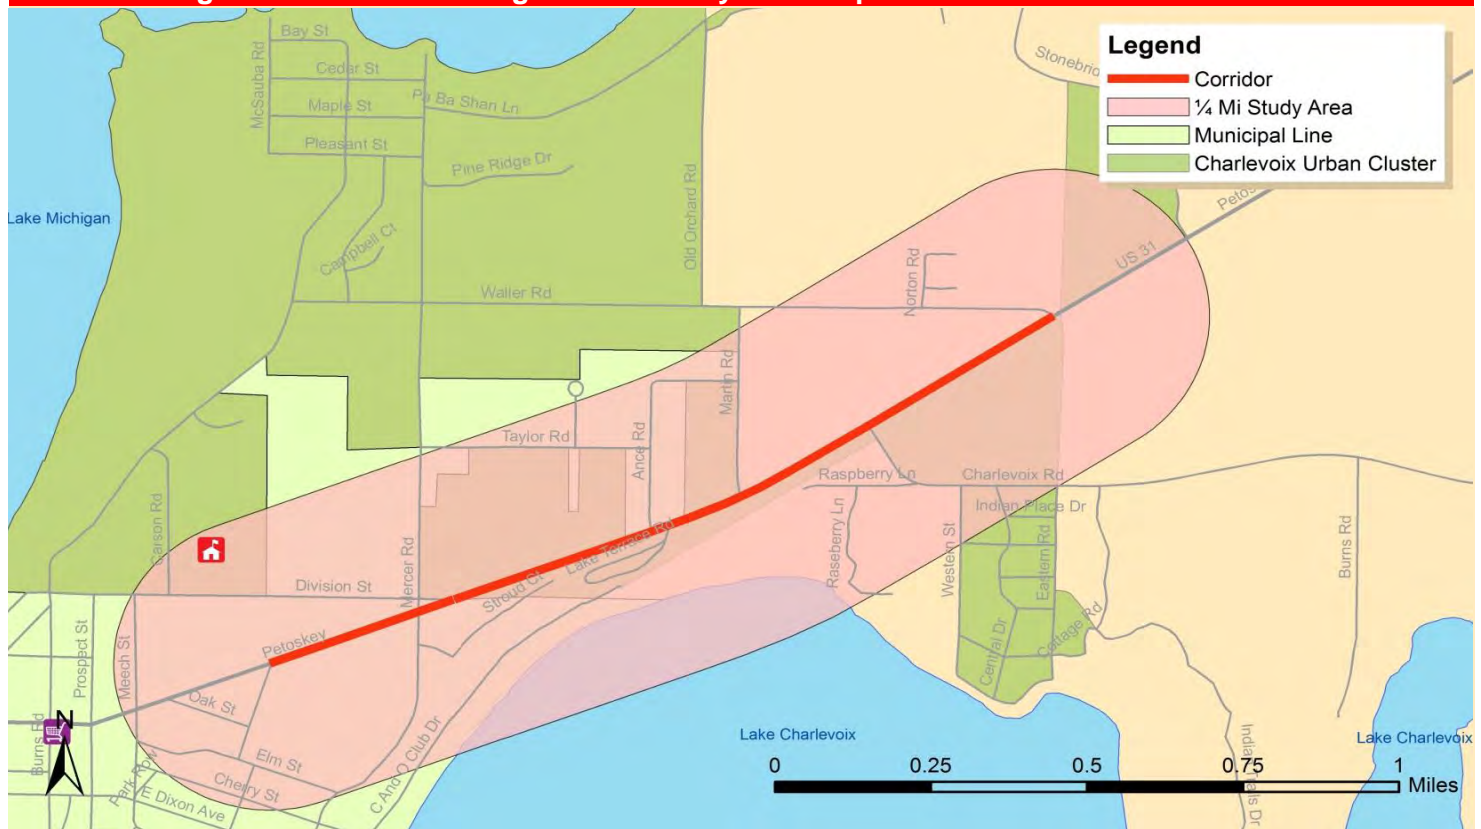 Bay St
McSauba Rd
Cedar St
Maple St
Pa Ba Shan Ln
Pleasant St
Pine Ridge Dr
Lake Michigan
Campbell Ct
Old Orchard Rd
Waller Rd
Norton Rd
US 31
Legend
Corridor
¼ Mi Study Area
Municipal Line
Charlevoix Urban Cluster
Martin Rd
Taylor Rd
Ance Rd
Raspberry Ln
Charlevoix Rd
Indian Place Dr
Carson Rd
Lake Terrace Rd
Raseberry Ln
Western St
Eastern Rd
Burns Rd
Division St
Mercer Rd
Stroud Ct
Petoskey
Prospect St
Meech St
Central Dr
Cottage Rd
Oak St
N
Burns Rd
Park Row
Elm St
Cherry St
E Dixon Ave
C And O Club Dr
Lake Charlevoix
Lake Charlevoix
Indian Trails Dr
0 0.25 0.5 0.75 1
Miles